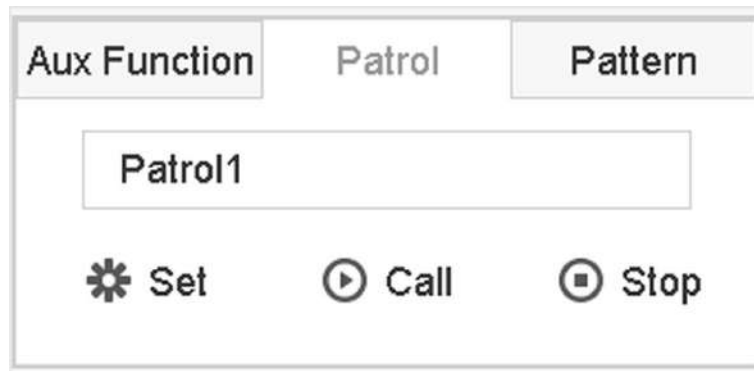 Aux Function Patrol Pattern
Patrol1
Set Call Stop